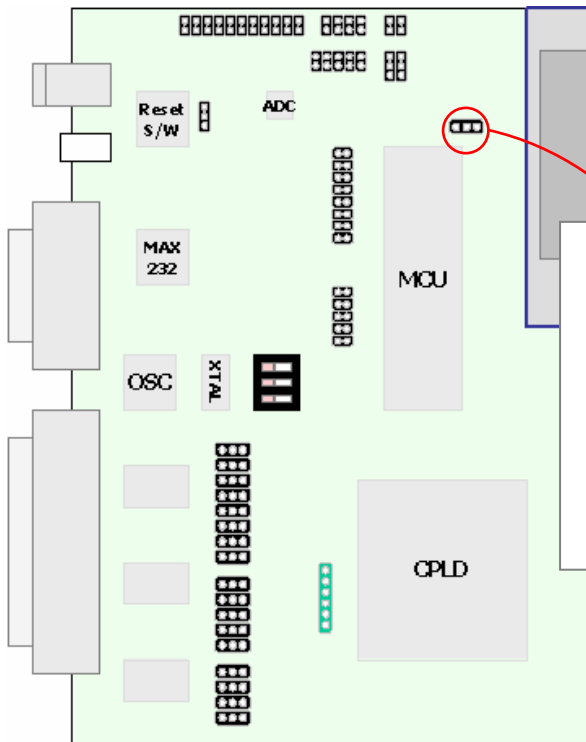 Reset
S/W
ADC
MAX
232
MCU
OSC
XTAL
CPLD